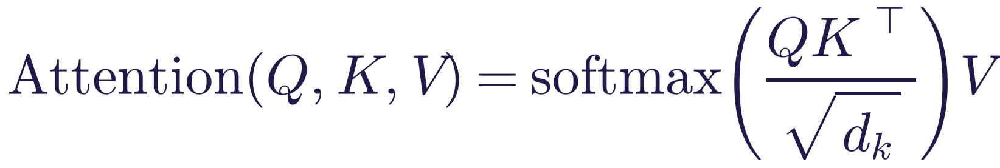 Attention(Q, K, V) = softmax(QK^⊤ / √d_k) V